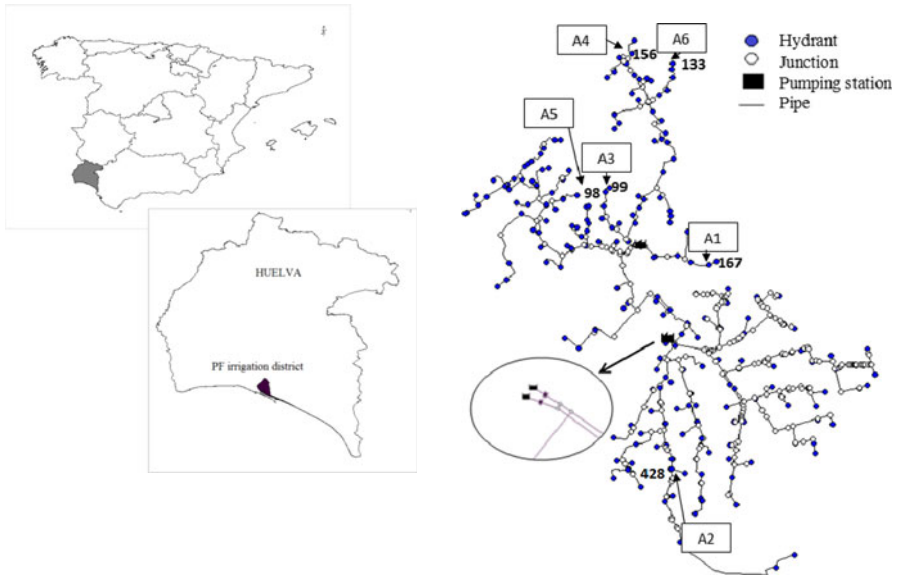 HUELVA
PF irrigation district
A4
156
A6
133
A5
A3
98
99
A1
167
428
A2
Hydrant
Junction
Pumping station
Pipe